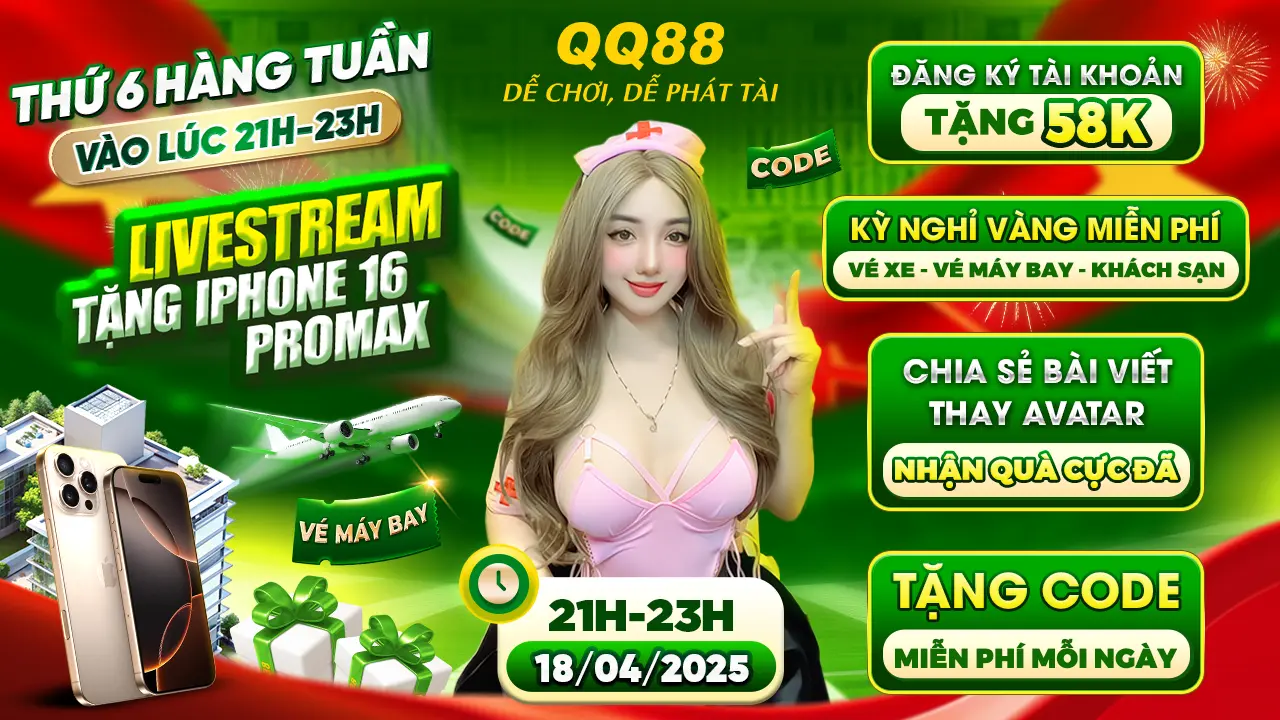 THỨ 6 HÀNG TUẦN
VÀO LÚC 21H-23H
LIVESTREAM
TẶNG IPHONE 16
PROMAX
VÉ MÁY BAY
QQ88
DỄ CHƠI, DỄ PHÁT TÀI
CODE
CODE
21H-23H
18/04/2025
ĐĂNG KÝ TÀI KHOẢN
TẶNG 58K
KỲ NGHỈ VÀNG MIỄN PHÍ
VÉ XE - VÉ MÁY BAY - KHÁCH SẠN
CHIA SẺ BÀI VIẾT
THAY AVATAR
NHẬN QUÀ CỰC ĐÃ
TẶNG CODE
MIỄN PHÍ MỖI NGÀY